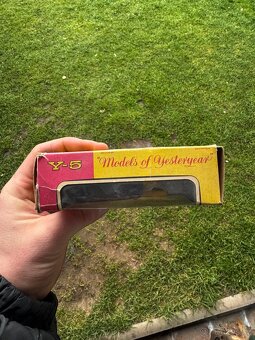 Y-5
"Models of Yesteryear"